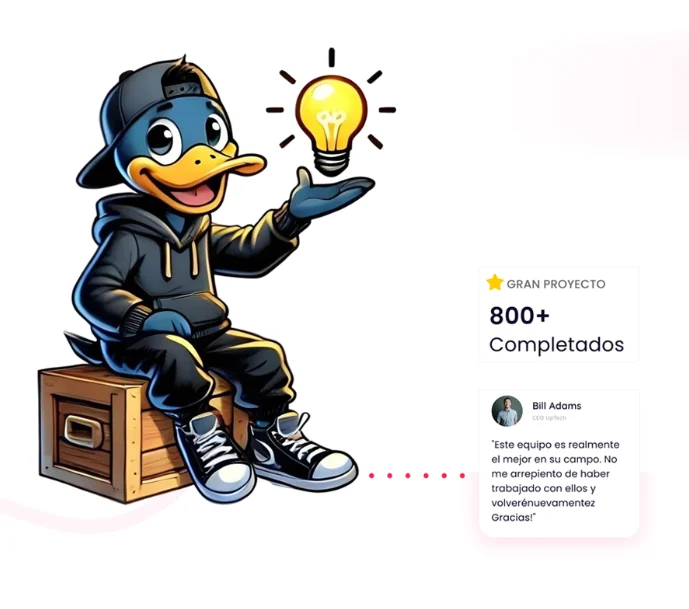 GRAN PROYECTO
800+
Completados
Bill Adams
CEO UpTech
"Este equipo es realmente
el mejor en su campo. No
me arrepiento de haber
trabajado con ellos y
volverénuevamentez
Gracias!"